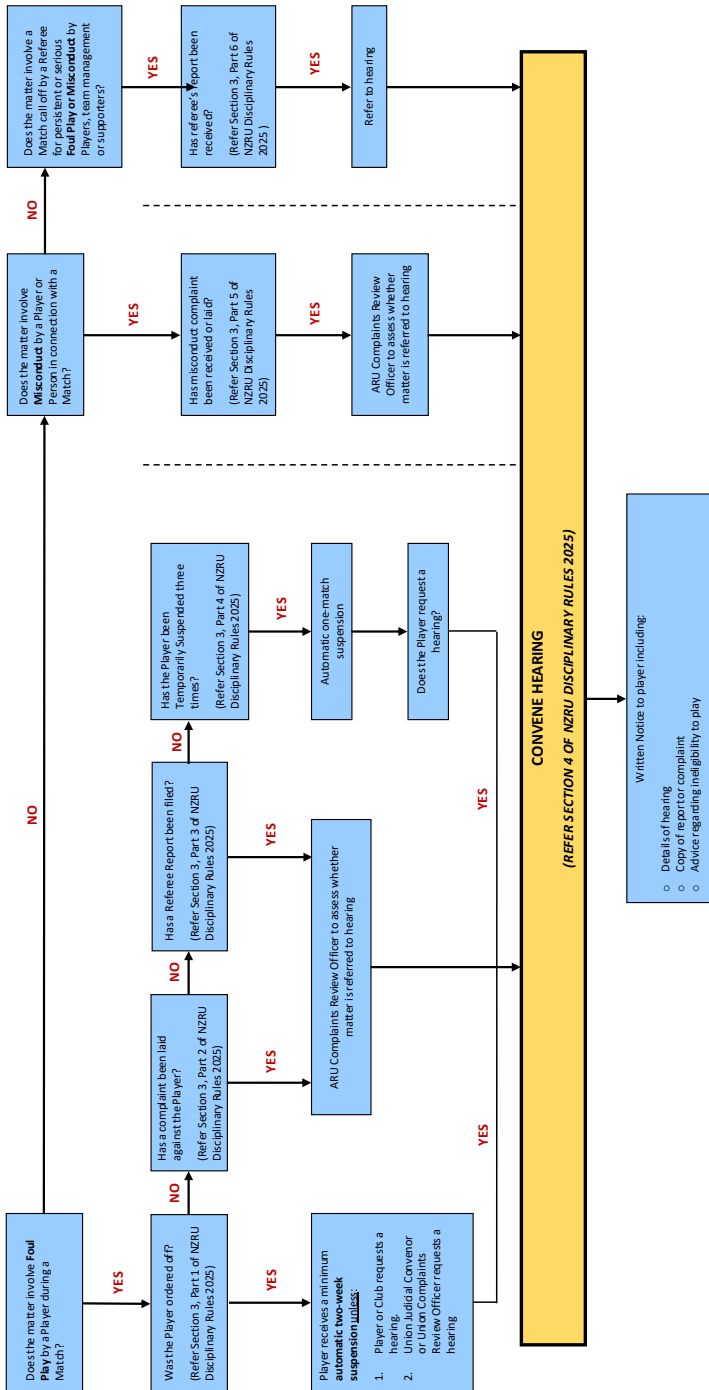 Does the matter involve Foul
Play by a Player during a
Match?
NO
Does the matter involve
Misconduct by a Player or
Person in connection with a
Match?
NO
Does the matter involve a
Match call off by a Referee
for persistent or serious
Foul Play or Misconduct by
Players, team management
or supporters?
YES
YES
YES
Was the Player ordered off?
(Refer Section 3, Part 1 of NZRU
Disciplinary Rules 2025)
NO
Has a complaint been laid
against the Player?
(Refer Section 3, Part 2 of NZRU
Disciplinary Rules 2025)
NO
Has a Referee Report been filed?
(Refer Section 3, Part 3 of NZRU
Disciplinary Rules 2025)
NO
Has the Player been
Temporarily Suspended three
times?
(Refer Section 3, Part 4 of NZRU
Disciplinary Rules 2025)
Has misconduct complaint
been received or laid?
(Refer Section 3, Part 5 of
NZRU Disciplinary Rules
2025)
Has referee's report been
received?
(Refer Section 3, Part 6 of
NZRU Disciplinary Rules
2025 )
YES
YES
YES
YES
YES
YES
Player receives a minimum
automatic two-week
suspension unless:
1. Player or Club requests a
hearing.
2. Union Judicial Convenor
or Union Complaints
Review Officer requests a
hearing
ARU Complaints Review Officer to assess whether
matter is referred to hearing
Automatic one-match
suspension
Does the Player request a
hearing?
ARU Complaints Review
Officer to assess whether
matter is referred to hearing
Refer to hearing
YES
YES
CONVENE HEARING
(REFER SECTION 4 OF NZRU DISCIPLINARY RULES 2025)
Written Notice to player including:
○ Details of hearing
○ Copy of report or complaint
○ Advice regarding ineligibility to play